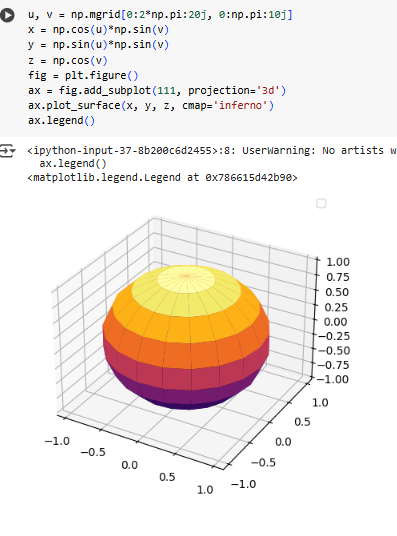 u, v = np.mgrid[0:2*np.pi:20j, 0:np.pi:10j]
x = np.cos(u)*np.sin(v)
y = np.sin(u)*np.sin(v)
z = np.cos(v)
fig = plt.figure()
ax = fig.add_subplot(111, projection='3d')
ax.plot_surface(x, y, z, cmap='inferno')
ax.legend()
<ipython-input-37-8b200c6d2455>:8: UserWarning: No artists w
ax.legend()
<matplotlib.legend.Legend at 0x786615d42b90>
1.00
0.75
0.50
0.25
0.00
−0.25
−0.50
−0.75
−1.00
−1.0
−0.5
0.0
0.5
1.0
1.0
0.5
0.0
−0.5
−1.0